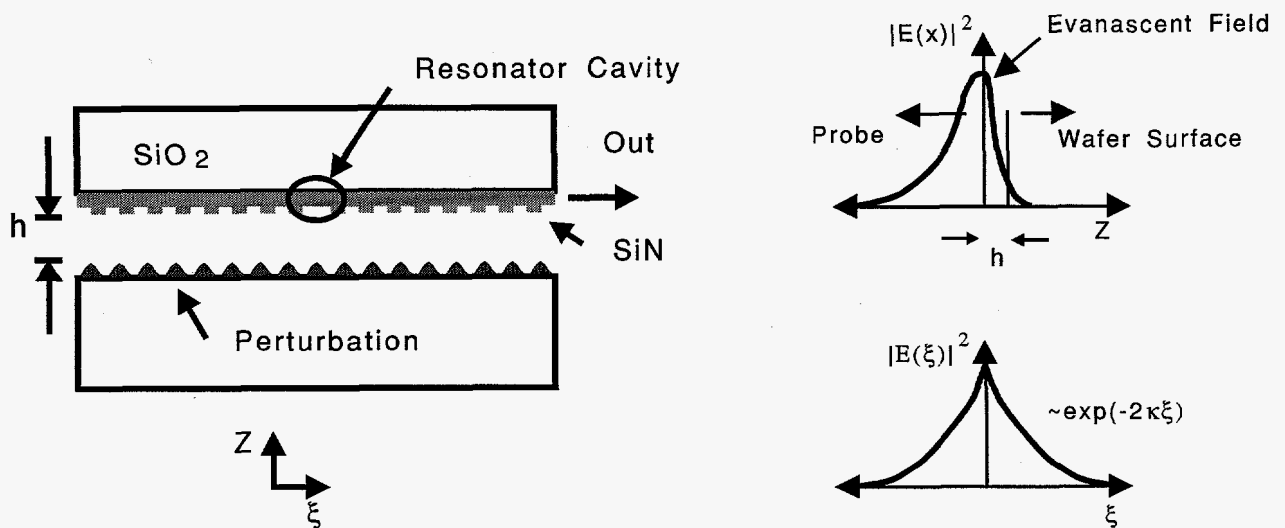 Resonator Cavity
SiO2
Out
h
SiN
Perturbation
Z
ξ
|E(x)|2
Evanascent Field
Probe
Wafer Surface
Z
h
|E(ξ)|2
~exp(-2κξ)
ξ